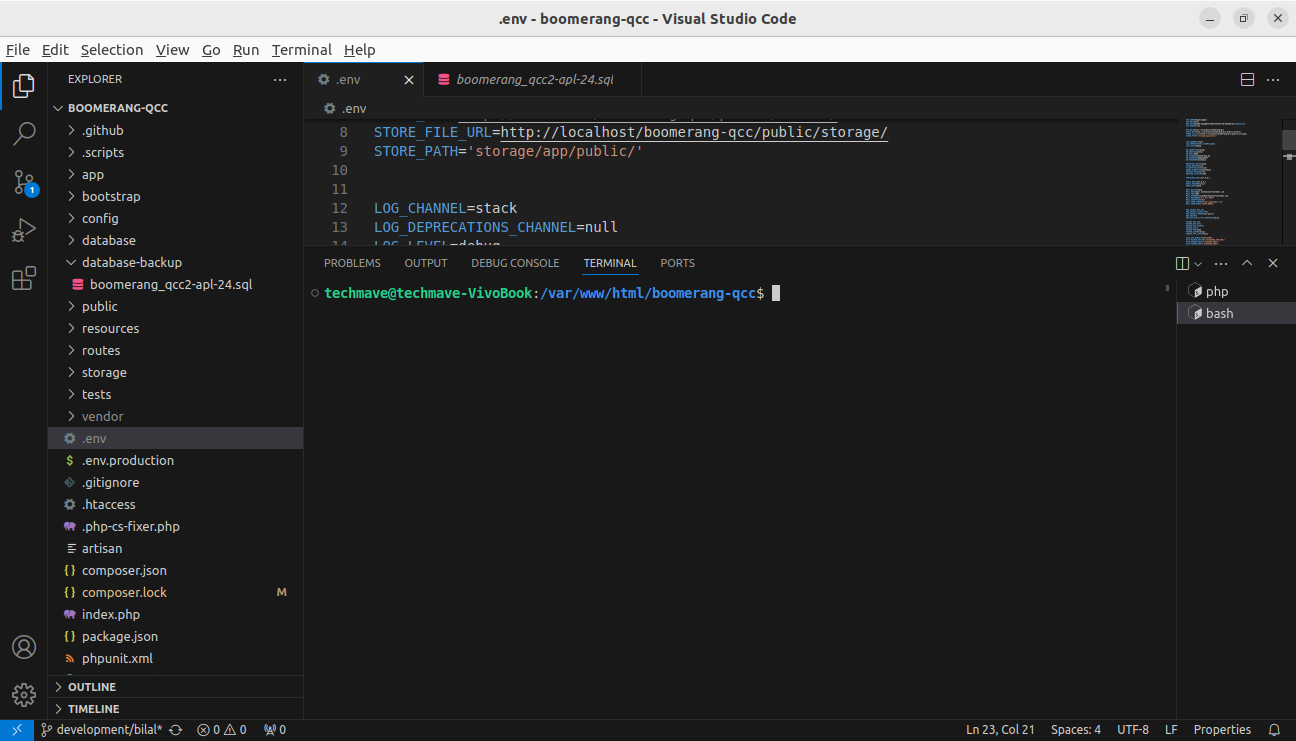 .env - boomerang-qcc - Visual Studio Code
File Edit Selection View Go Run Terminal Help
EXPLORER
BOOMERANG-QCC
.github
.scripts
app
bootstrap
config
database
database-backup
boomerang_qcc2-apl-24.sql
public
resources
routes
storage
tests
vendor
.env
.env.production
.gitignore
.htaccess
.php-cs-fixer.php
artisan
composer.json
composer.lock M
index.php
package.json
phpunit.xml
OUTLINE
TIMELINE
.env
boomerang_qcc2-apl-24.sql
.env
8 STORE_FILE_URL=http://localhost/boomerang-qcc/public/storage/
9 STORE_PATH='storage/app/public/'
10
11
12 LOG_CHANNEL=stack
13 LOG_DEPRECATIONS_CHANNEL=null
14 LOG_LEVEL=debug
PROBLEMS OUTPUT DEBUG CONSOLE TERMINAL PORTS
techmave@techmave-VivoBook:/var/www/html/boomerang-qcc$
php
bash
1
development/bilal* 0 0 0 Ln 23, Col 21 Spaces: 4 UTF-8 LF Properties